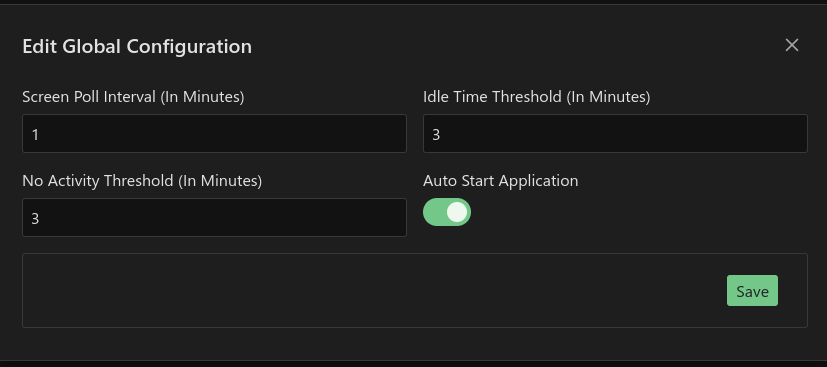 Edit Global Configuration
Screen Poll Interval (In Minutes)
Idle Time Threshold (In Minutes)
1
3
No Activity Threshold (In Minutes)
Auto Start Application
3
Save